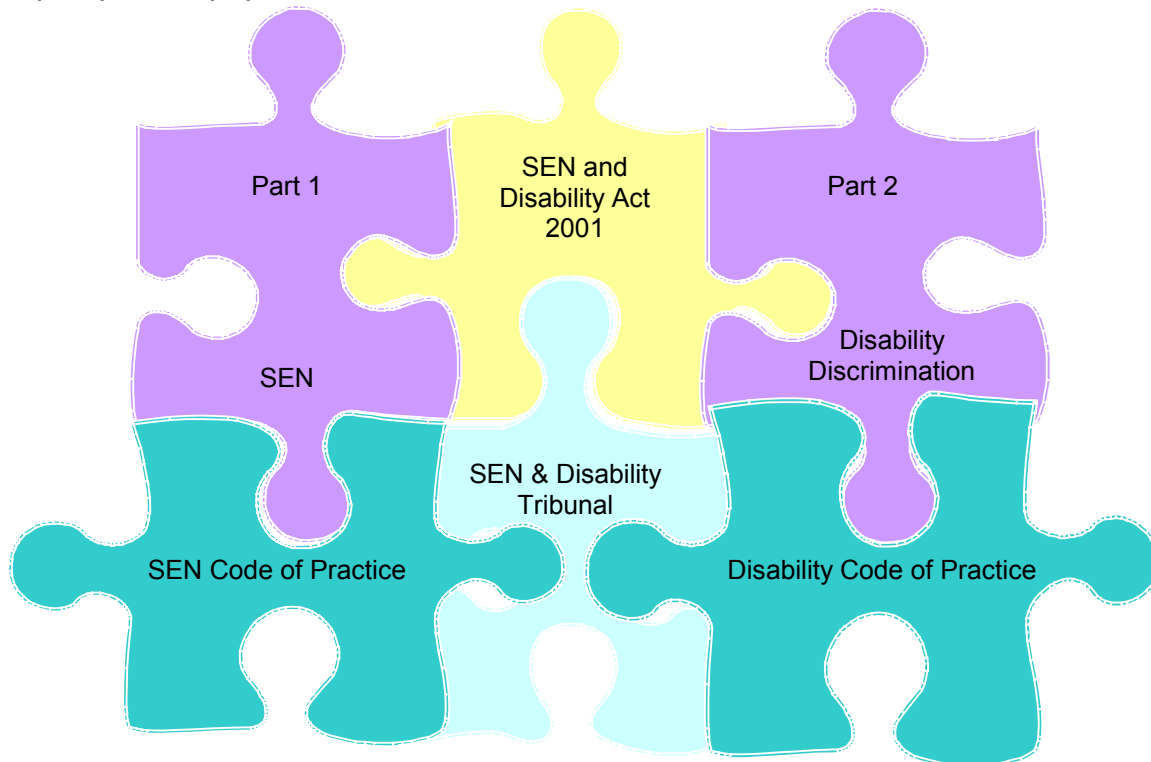 Part 1
SEN
SEN and
Disability Act
2001
Part 2
Disability
Discrimination
SEN & Disability
Tribunal
SEN Code of Practice
Disability Code of Practice